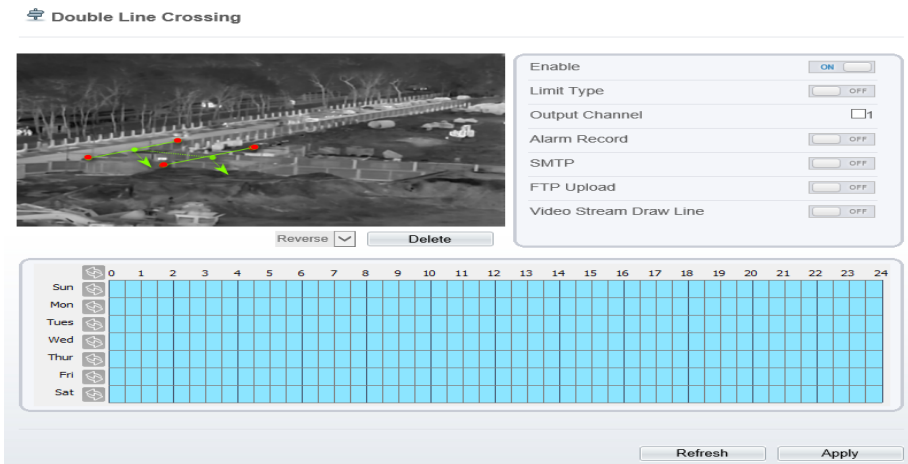 Double Line Crossing
Enable ON
Limit Type OFF
Output Channel 1
Alarm Record OFF
SMTP OFF
FTP Upload OFF
Video Stream Draw Line OFF
Reverse Delete
0 1 2 3 4 5 6 7 8 9 10 11 12 13 14 15 16 17 18 19 20 21 22 23 24
Sun
Mon
Tues
Wed
Thur
Fri
Sat
Refresh Apply